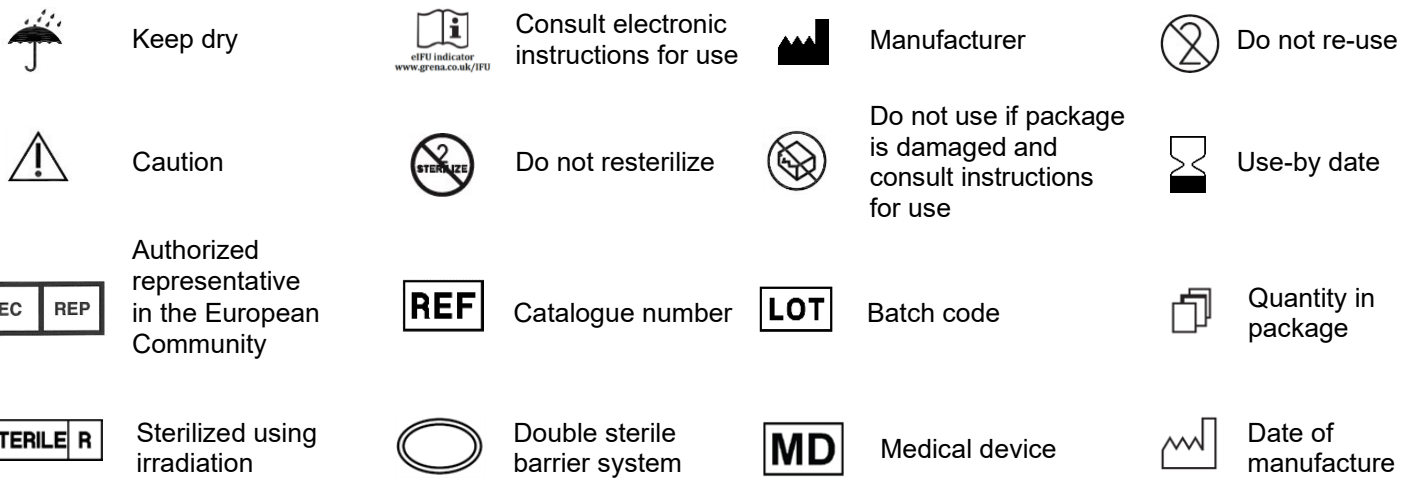 Keep dry
eIFU indicator
www.grena.co.uk/IFU
Consult electronic
instructions for use
Manufacturer
2
Do not re-use
Caution
2
STERILIZE
Do not resterilize
Do not use if package
is damaged and
consult instructions
for use
Use-by date
EC REP
Authorized
representative
in the European
Community
REF
Catalogue number
LOT
Batch code
Quantity in
package
TERILE R
Sterilized using
irradiation
Double sterile
barrier system
MD
Medical device
Date of
manufacture